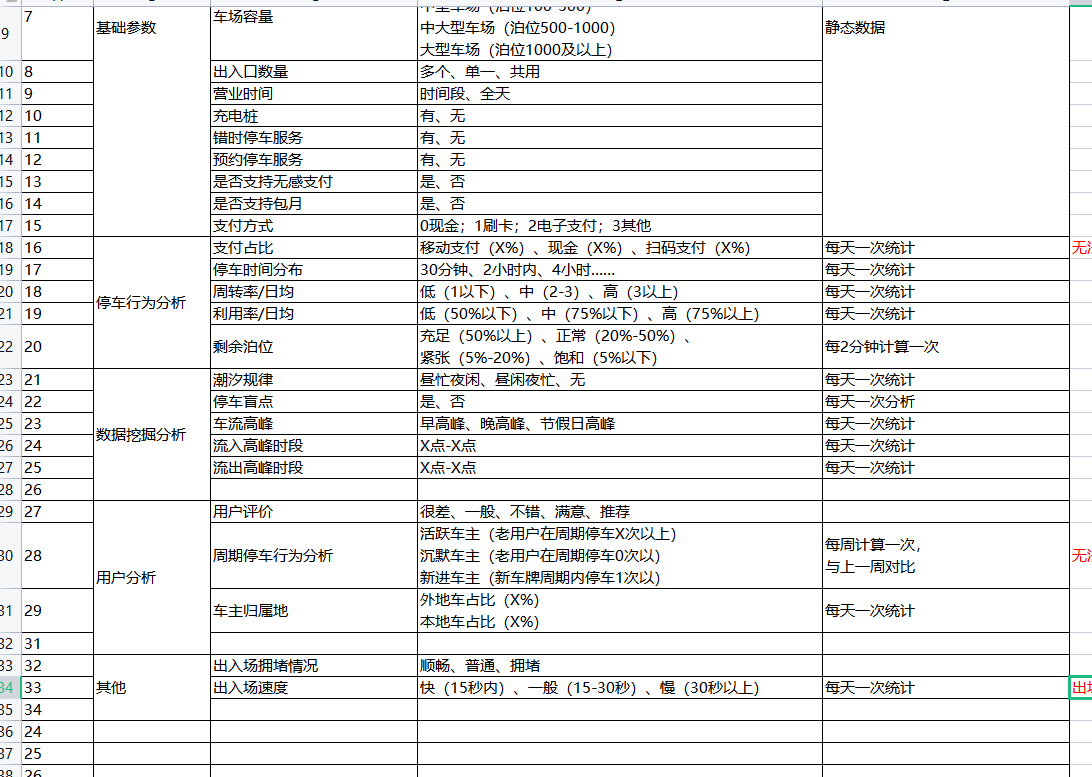 9 7 基础参数 车场容量 中型车场（泊位100-500） 静态数据
中大型车场（泊位500-1000）
大型车场（泊位1000及以上）
10 8 出入口数量 多个、单一、共用
11 9 营业时间 时间段、全天
12 10 充电桩 有、无
13 11 错时停车服务 有、无
14 12 预约停车服务 有、无
15 13 是否支持无感支付 是、否
16 14 是否支持包月 是、否
17 15 支付方式 0现金；1刷卡；2电子支付；3其他
18 16 停车行为分析 支付占比 移动支付（X%）、现金（X%）、扫码支付（X%） 每天一次统计 无
19 17 停车时间分布 30分钟、2小时内、4小时...... 每天一次统计
20 18 周转率/日均 低（1以下）、中（2-3）、高（3以上） 每天一次统计
21 19 利用率/日均 低（50%以下）、中（75%以下）、高（75%以上） 每天一次统计
22 20 剩余泊位 充足（50%以上）、正常（20%-50%）、 每2分钟计算一次
紧张（5%-20%）、饱和（5%以下）
23 21 数据挖掘分析 潮汐规律 昼忙夜闲、昼闲夜忙、无 每天一次统计
24 22 停车盲点 是、否 每天一次分析
25 23 车流高峰 早高峰、晚高峰、节假日高峰 每天一次统计
26 24 流入高峰时段 X点-X点 每天一次统计
27 25 流出高峰时段 X点-X点 每天一次统计
28 26
29 27 用户分析 用户评价 很差、一般、不错、满意、推荐
30 28 周期停车行为分析 活跃车主（老用户在周期停车X次以上） 每周计算一次， 无
沉默车主（老用户在周期停车0次以） 与上一周对比
新进车主（新车牌周期内停车1次以）
31 29 车主归属地 外地车占比（X%） 每天一次统计
本地车占比（X%）
32 31
33 32 其他 出入场拥堵情况 顺畅、普通、拥堵
34 33 出入场速度 快（15秒内）、一般（15-30秒）、慢（30秒以上） 每天一次统计 出
35 34
36 24
37 25
38 26